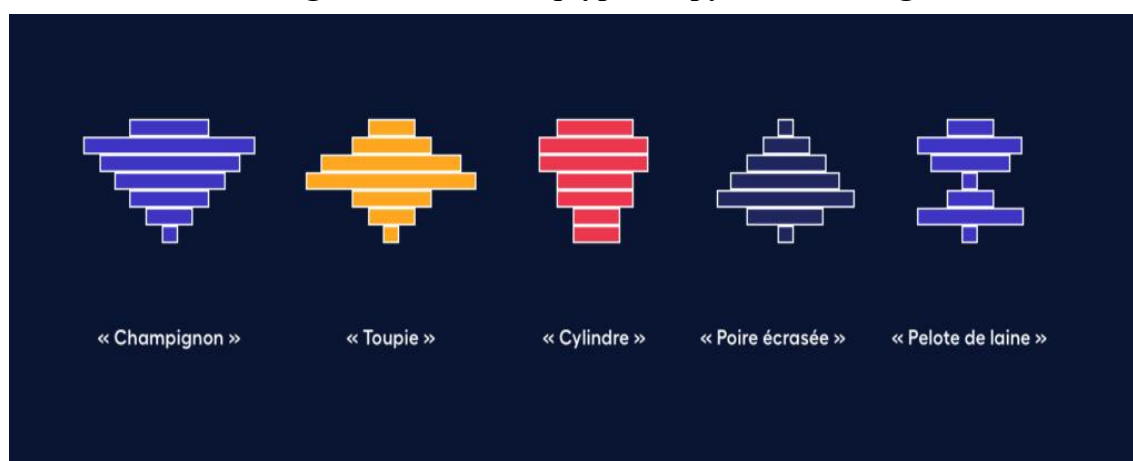 « Champignon »
« Toupie »
« Cylindre »
« Poire écrasée »
« Pelote de laine »